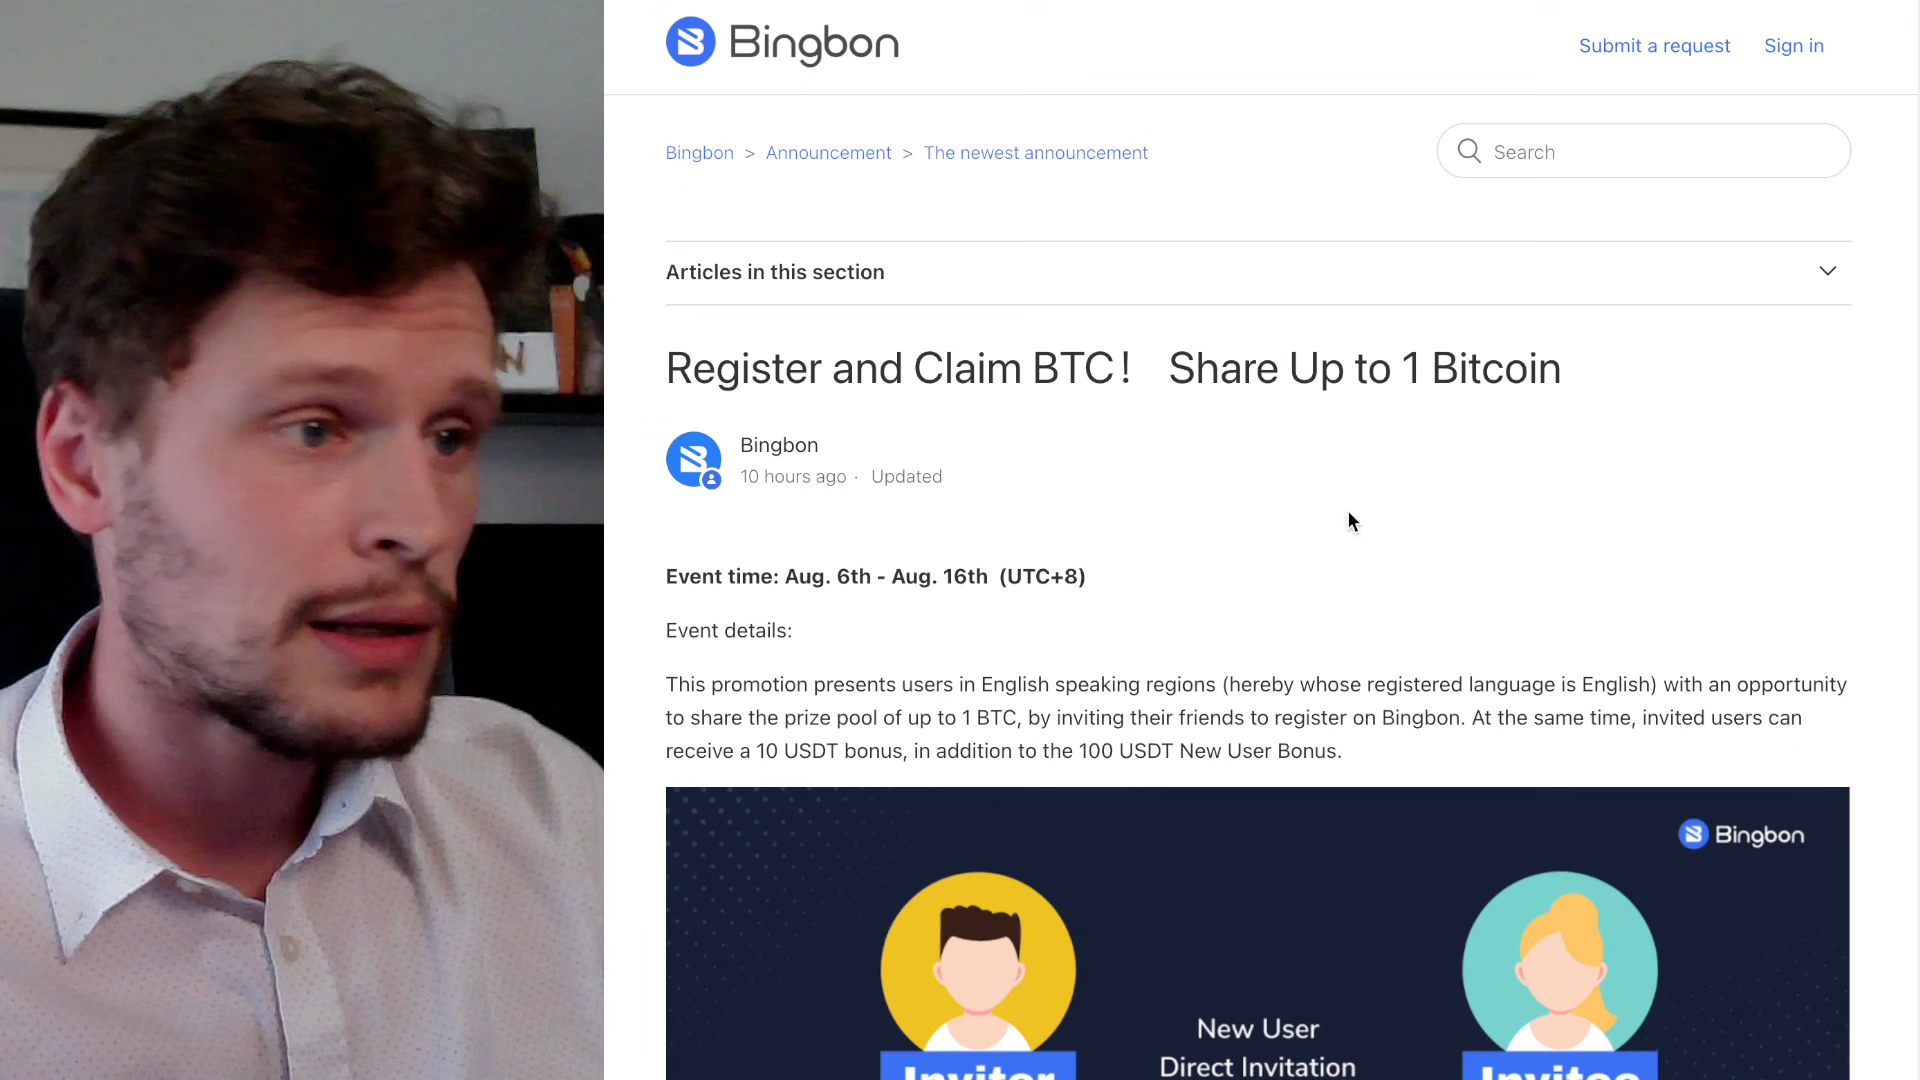 Bingbon
Submit a request
Sign in
Bingbon > Announcement > The newest announcement
Search
Articles in this section
Register and Claim BTC！ Share Up to 1 Bitcoin
Bingbon
10 hours ago · Updated
Event time: Aug. 6th - Aug. 16th (UTC+8)
Event details:
This promotion presents users in English speaking regions (hereby whose registered language is English) with an opportunity
to share the prize pool of up to 1 BTC, by inviting their friends to register on Bingbon. At the same time, invited users can
receive a 10 USDT bonus, in addition to the 100 USDT New User Bonus.
Bingbon
New User
Direct Invitation
Inviter
Invitee